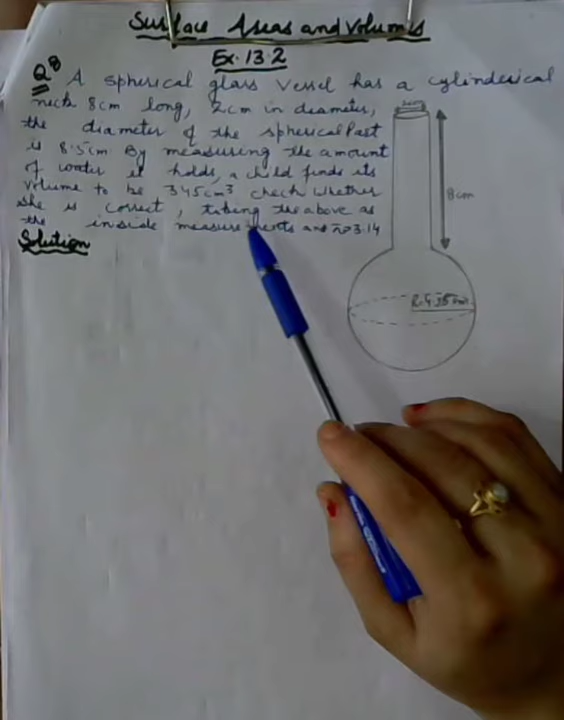 Surface Areas and Volumes
Ex. 13.2
Q8 A spherical glass vessel has a cylinderical
neck 8cm long, 2cm in diameter,
the diameter of the spherical Part
is 8.5cm By measuring the amount
of water it holds, a child finds its
volume to be 345cm³ check whether
she is correct, taking the above as
the inside measurements and π=3.14
Solution
2cm
8cm